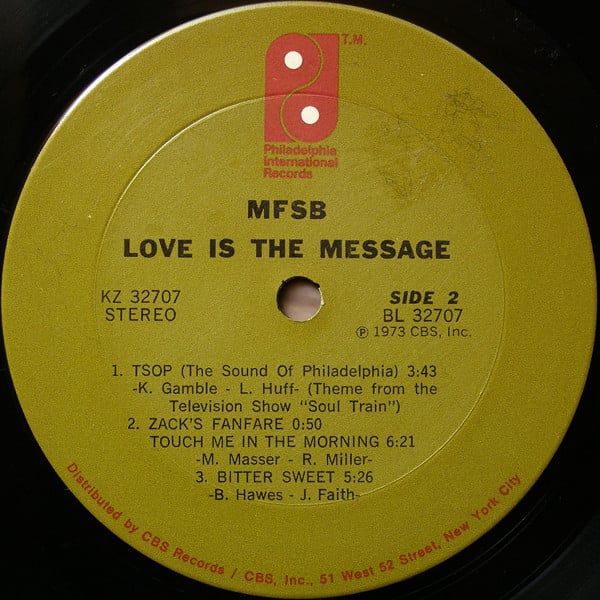 T.M.
Philadelphia
International
Records
MFSB
LOVE IS THE MESSAGE
KZ 32707
STEREO
SIDE 2
BL 32707
℗ 1973 CBS, Inc.
1. TSOP (The Sound Of Philadelphia) 3:43
-K. Gamble - L. Huff- (Theme from the
Television Show "Soul Train")
2. ZACK'S FANFARE 0:50
TOUCH ME IN THE MORNING 6:21
-M. Masser - R. Miller-
3. BITTER SWEET 5:26
-B. Hawes - J. Faith-
Distributed by CBS Records / CBS, Inc., 51 West 52 Street, New York City